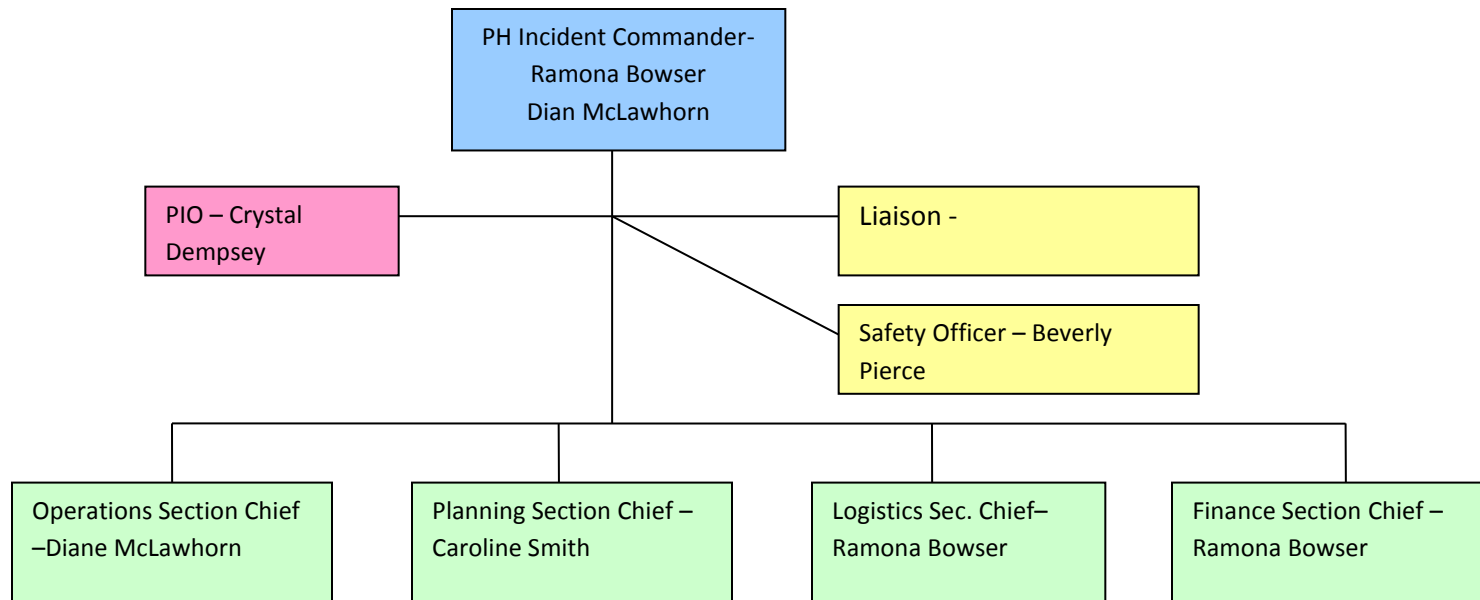 PH Incident Commander-
Ramona Bowser
Dian McLawhorn
PIO – Crystal
Dempsey
Liaison -
Safety Officer – Beverly
Pierce
Operations Section Chief
–Diane McLawhorn
Planning Section Chief –
Caroline Smith
Logistics Sec. Chief–
Ramona Bowser
Finance Section Chief –
Ramona Bowser